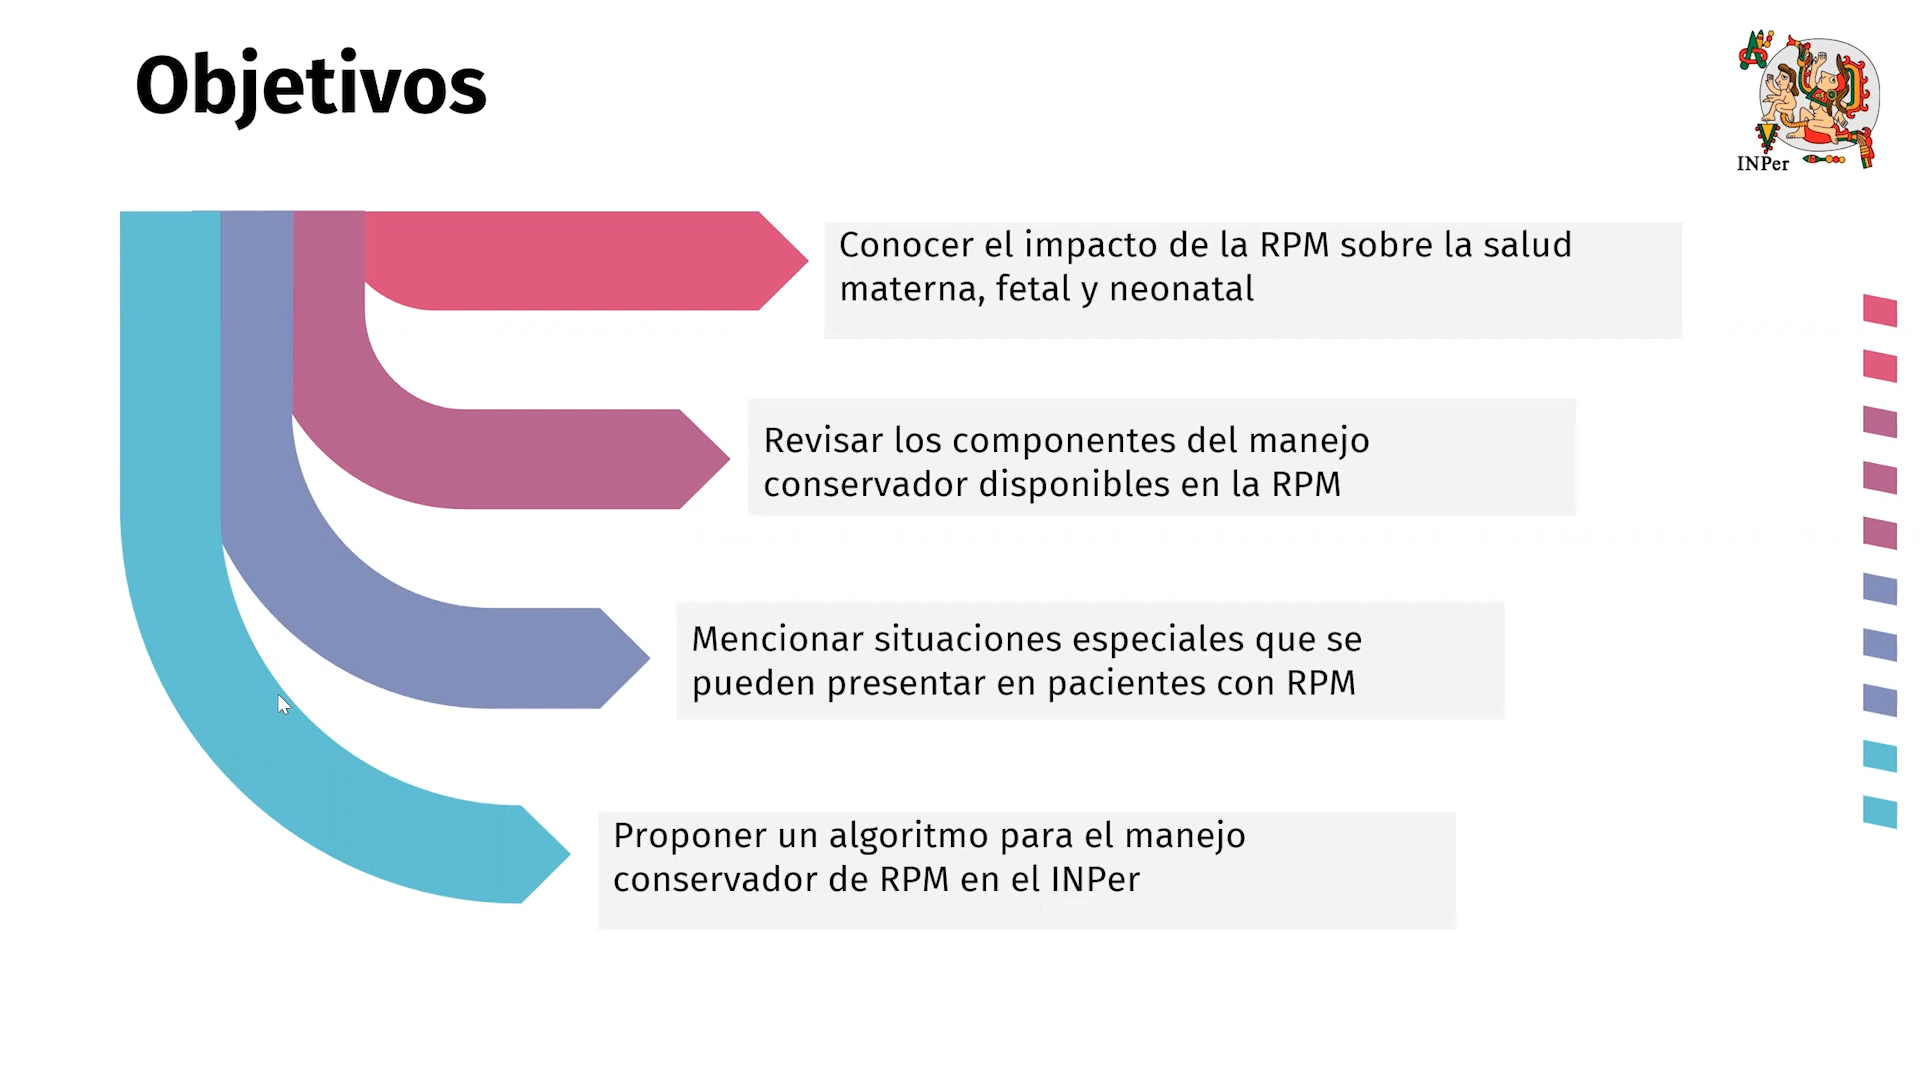 Objetivos
INPer
Conocer el impacto de la RPM sobre la salud
materna, fetal y neonatal
Revisar los componentes del manejo
conservador disponibles en la RPM
Mencionar situaciones especiales que se
pueden presentar en pacientes con RPM
Proponer un algoritmo para el manejo
conservador de RPM en el INPer